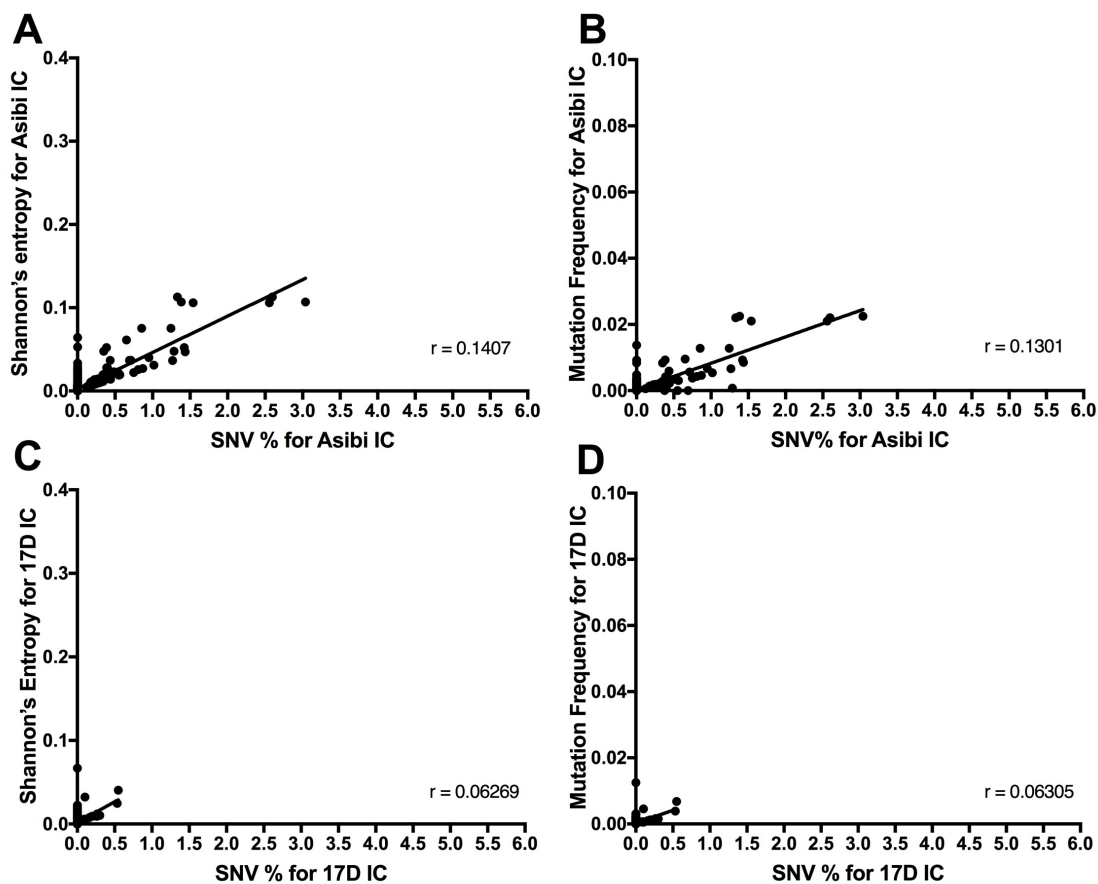 A
Shannon's entropy for Asibi IC
0.4
0.3
0.2
0.1
0.0
r = 0.1407
0.0 0.5 1.0 1.5 2.0 2.5 3.0 3.5 4.0 4.5 5.0 5.5 6.0
SNV % for Asibi IC
B
Mutation Frequency for Asibi IC
0.10
0.08
0.06
0.04
0.02
0.00
r = 0.1301
0.0 0.5 1.0 1.5 2.0 2.5 3.0 3.5 4.0 4.5 5.0 5.5 6.0
SNV% for Asibi IC
C
Shannon's Entropy for 17D IC
0.4
0.3
0.2
0.1
0.0
r = 0.06269
0.0 0.5 1.0 1.5 2.0 2.5 3.0 3.5 4.0 4.5 5.0 5.5 6.0
SNV % for 17D IC
D
Mutation Frequency for 17D IC
0.10
0.08
0.06
0.04
0.02
0.00
r = 0.06305
0.0 0.5 1.0 1.5 2.0 2.5 3.0 3.5 4.0 4.5 5.0 5.5 6.0
SNV % for 17D IC